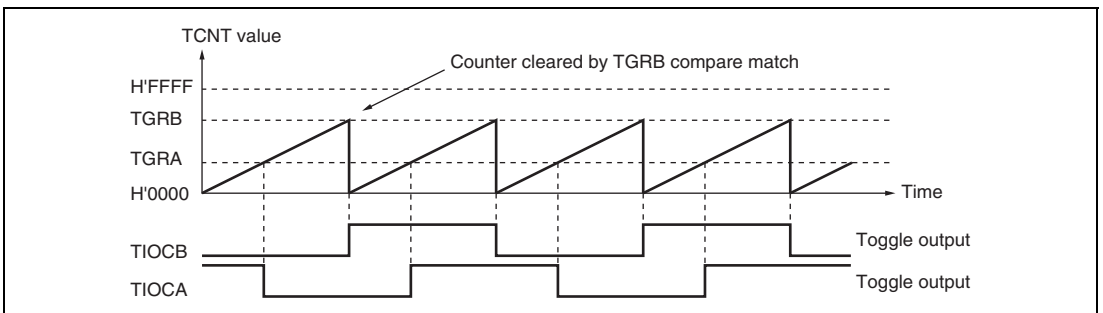 TCNT value
Counter cleared by TGRB compare match
H'FFFF
TGRB
TGRA
H'0000
Time
TIOCB
Toggle output
TIOCA
Toggle output